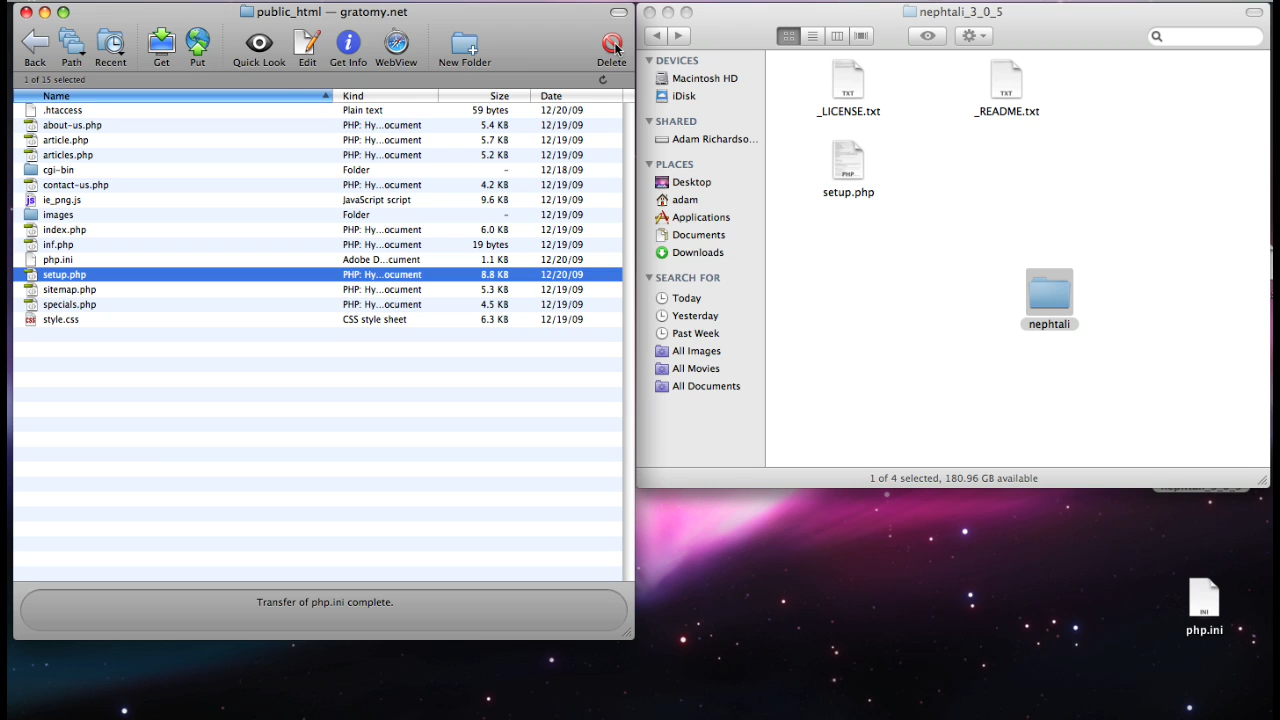 public_html — gratomy.net
Back Path Recent Get Put Quick Look Edit Get Info WebView New Folder Delete
1 of 15 selected
Name Kind Size Date
.htaccess Plain text 59 bytes 12/20/09
about-us.php PHP: Hy...ocument 5.4 KB 12/19/09
article.php PHP: Hy...ocument 5.7 KB 12/19/09
articles.php PHP: Hy...ocument 5.2 KB 12/19/09
cgi-bin Folder – 12/18/09
contact-us.php PHP: Hy...ocument 4.2 KB 12/19/09
ie_png.js JavaScript script 9.6 KB 12/19/09
images Folder – 12/19/09
index.php PHP: Hy...ocument 6.0 KB 12/19/09
inf.php PHP: Hy...ocument 19 bytes 12/19/09
php.ini Adobe D...cument 1.1 KB 12/20/09
setup.php PHP: Hy...ocument 8.8 KB 12/20/09
sitemap.php PHP: Hy...ocument 5.3 KB 12/19/09
specials.php PHP: Hy...ocument 4.5 KB 12/19/09
style.css CSS style sheet 6.3 KB 12/19/09
Transfer of php.ini complete.
nephtali_3_0_5
DEVICES
Macintosh HD
iDisk
SHARED
Adam Richardso...
PLACES
Desktop
adam
Applications
Documents
Downloads
SEARCH FOR
Today
Yesterday
Past Week
All Images
All Movies
All Documents
TXT
_LICENSE.txt
TXT
_README.txt
PHP
setup.php
nephtali
1 of 4 selected, 180.96 GB available
INI
php.ini